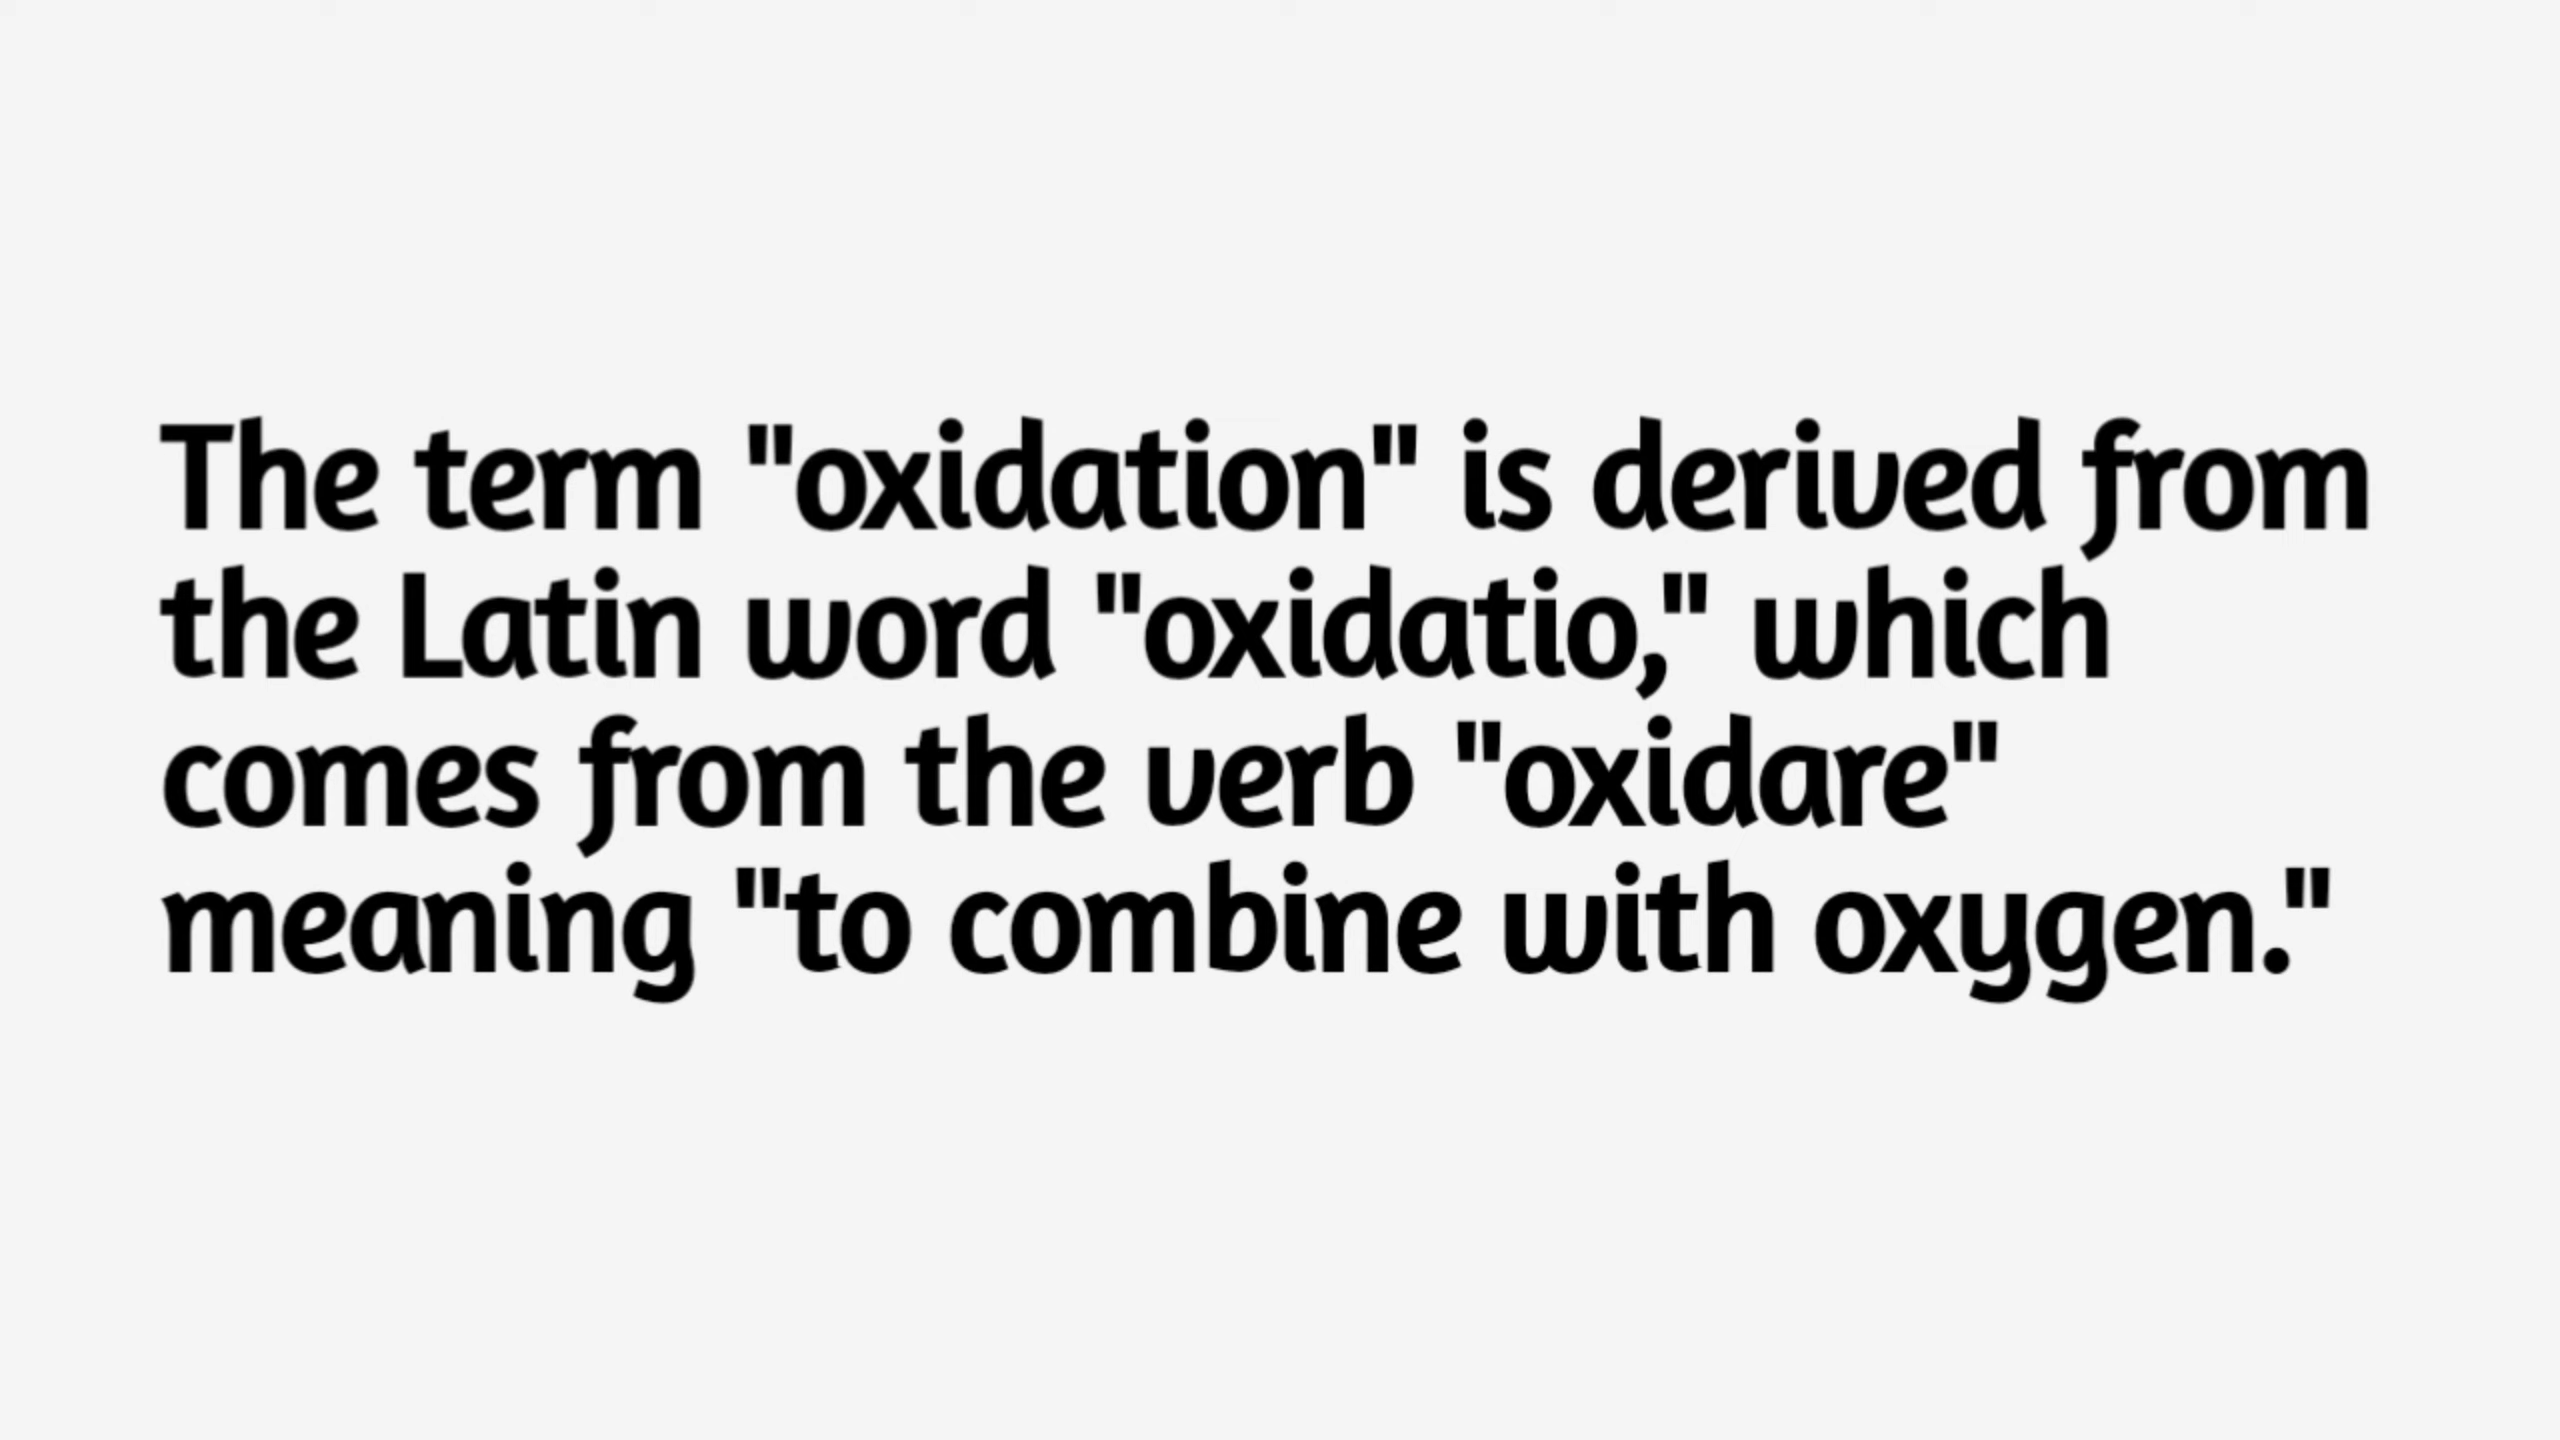 The term "oxidation" is derived from
the Latin word "oxidatio," which
comes from the verb "oxidare"
meaning "to combine with oxygen."